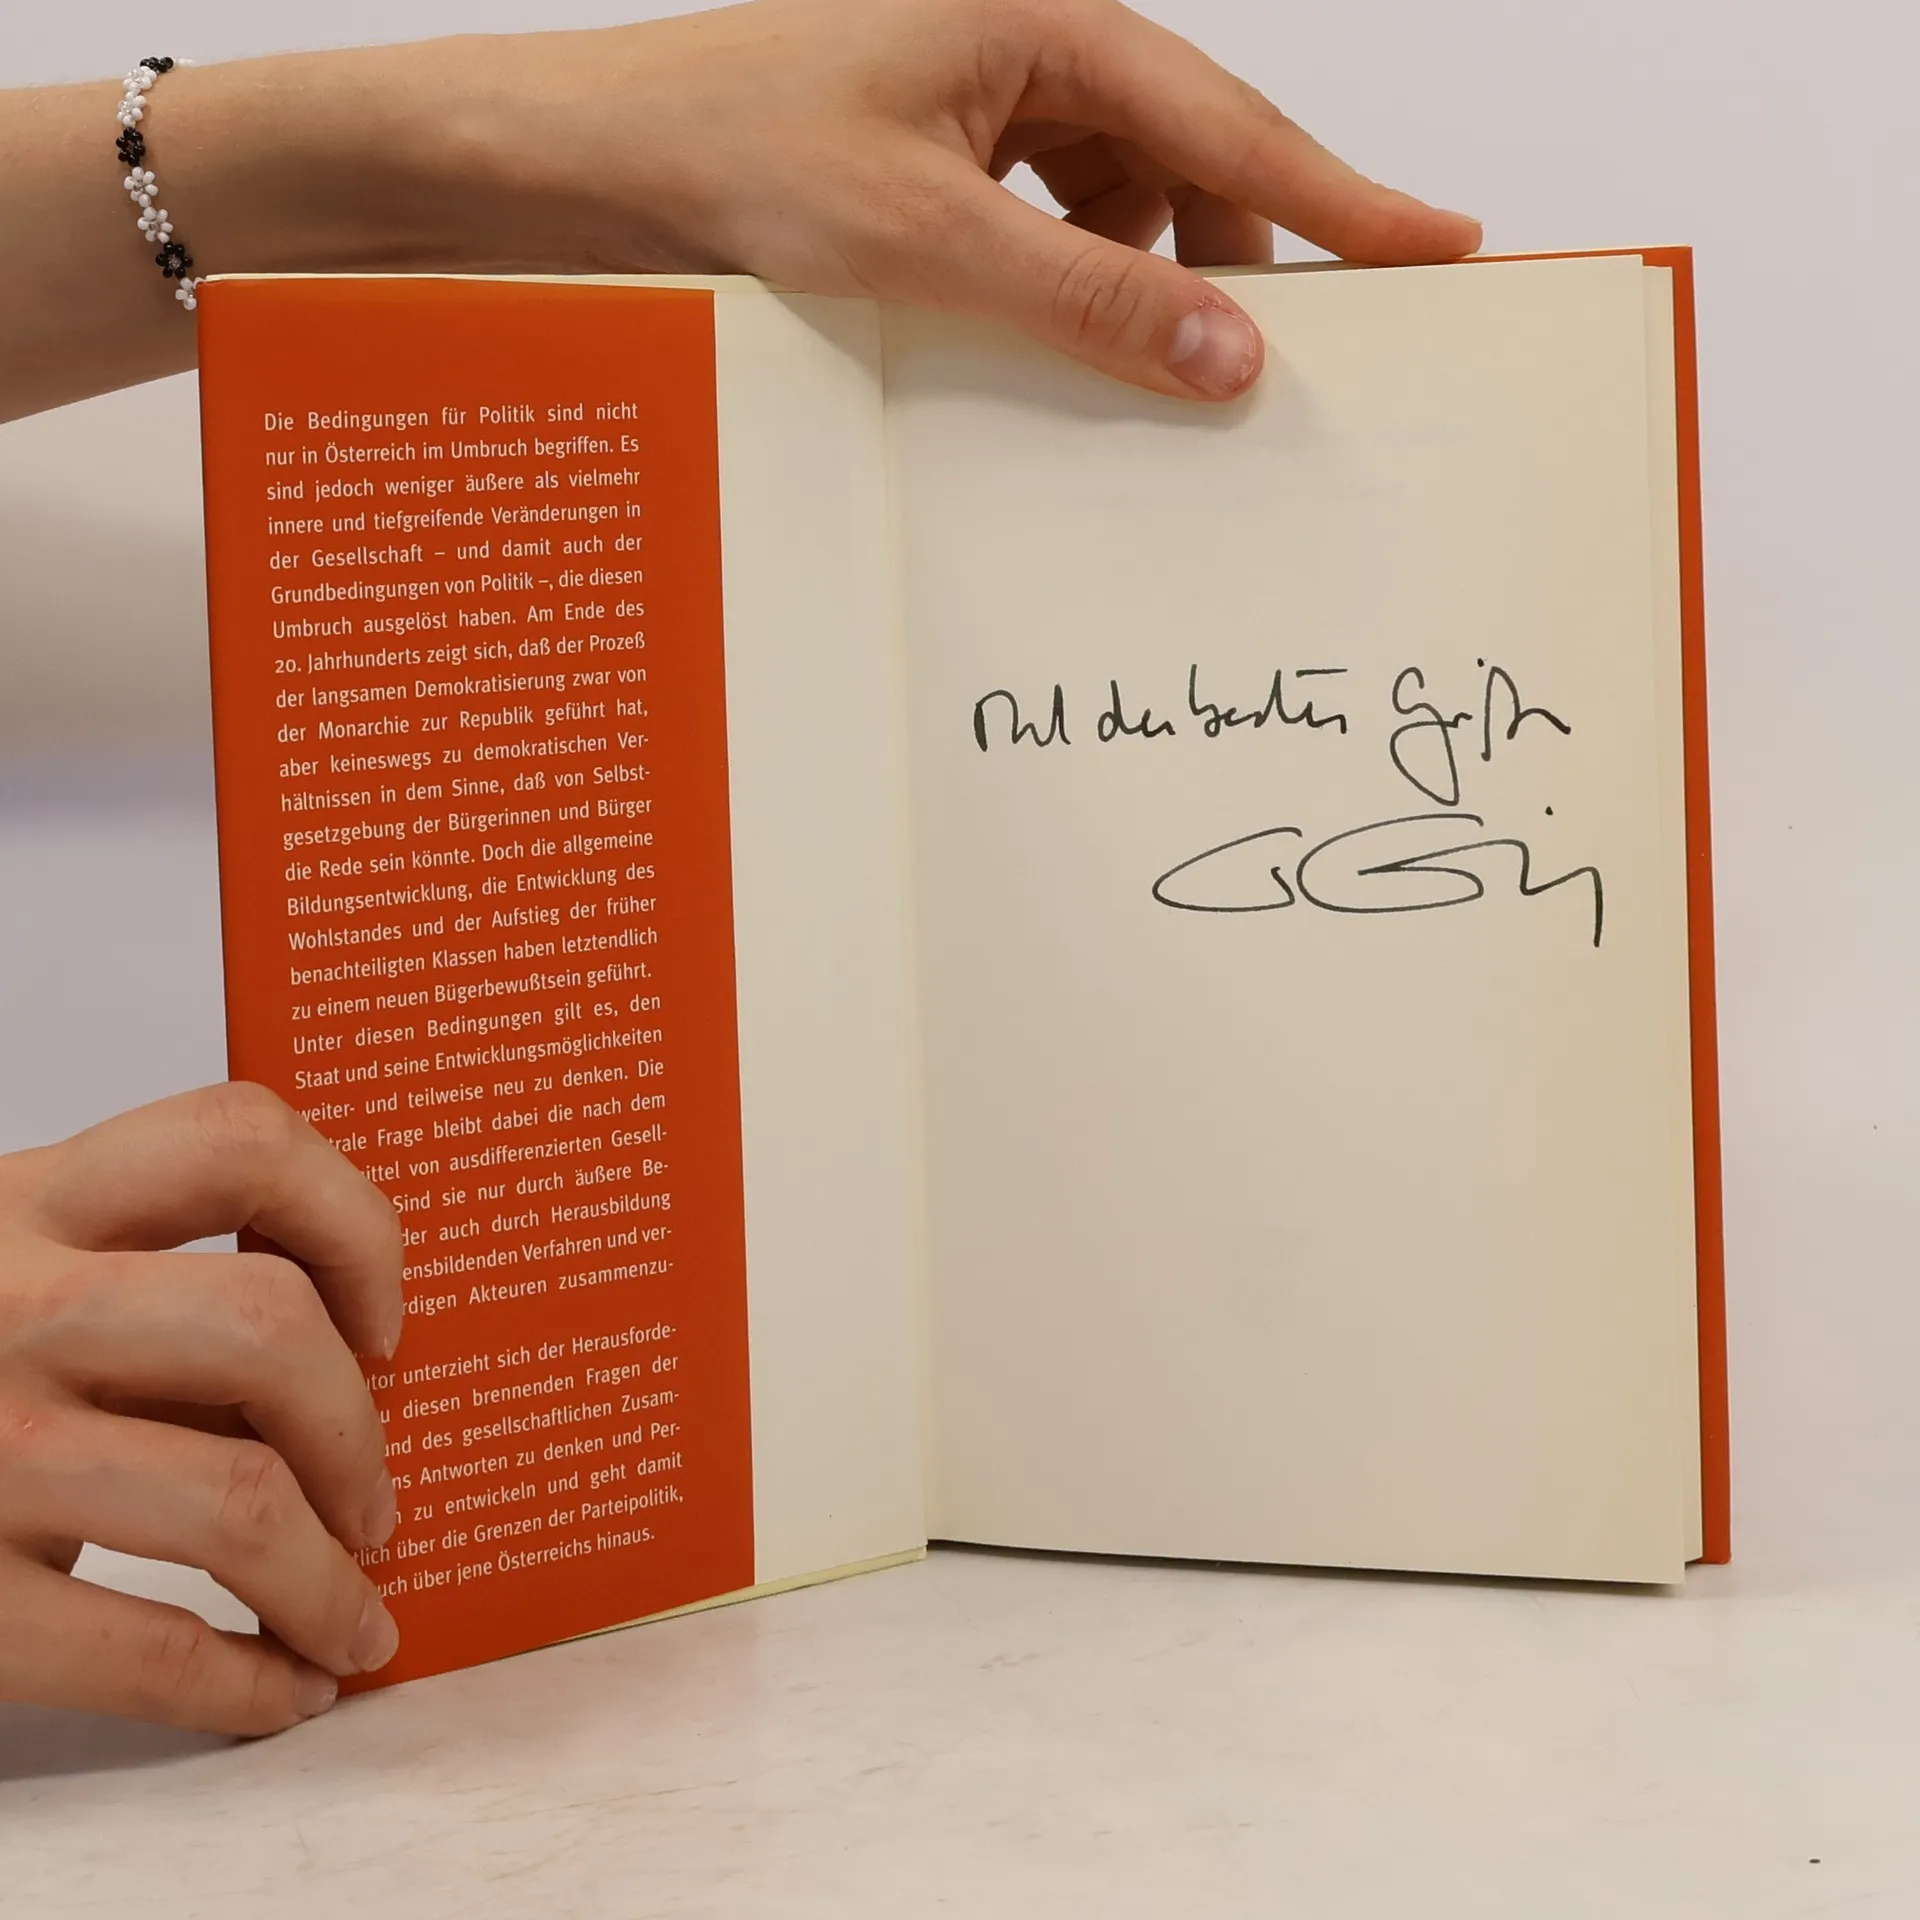 Die Bedingungen für Politik sind nicht
nur in Österreich im Umbruch begriffen. Es
sind jedoch weniger äußere als vielmehr
innere und tiefgreifende Veränderungen in
der Gesellschaft – und damit auch der
Grundbedingungen von Politik –, die diesen
Umbruch ausgelöst haben. Am Ende des
20. Jahrhunderts zeigt sich, daß der Prozeß
der langsamen Demokratisierung zwar von
der Monarchie zur Republik geführt hat,
aber keineswegs zu demokratischen Ver-
hältnissen in dem Sinne, daß von Selbst-
gesetzgebung der Bürgerinnen und Bürger
die Rede sein könnte. Doch die allgemeine
Bildungsentwicklung, die Entwicklung des
Wohlstandes und der Aufstieg der früher
benachteiligten Klassen haben letztendlich
zu einem neuen Bügerbewußtsein geführt.
Unter diesen Bedingungen gilt es, den
Staat und seine Entwicklungsmöglichkeiten
weiter- und teilweise neu zu denken. Die
trale Frage bleibt dabei die nach dem
ittel von ausdifferenzierten Gesell-
Sind sie nur durch äußere Be-
der auch durch Herausbildung
ensbildenden Verfahren und ver-
rdigen Akteuren zusammenzu-
utor unterzieht sich der Herausforde-
u diesen brennenden Fragen der
und des gesellschaftlichen Zusam-
ns Antworten zu denken und Per-
n zu entwickeln und geht damit
tlich über die Grenzen der Parteipolitik,
uch über jene Österreichs hinaus.
Mit den besten Grüßen